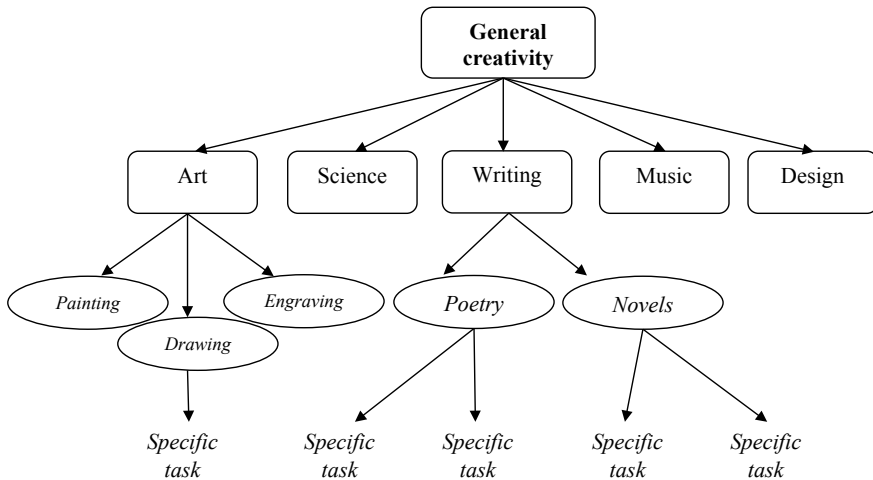 General
creativity
Art
Science
Writing
Music
Design
Painting
Drawing
Engraving
Poetry
Novels
Specific
task
Specific
task
Specific
task
Specific
task
Specific
task